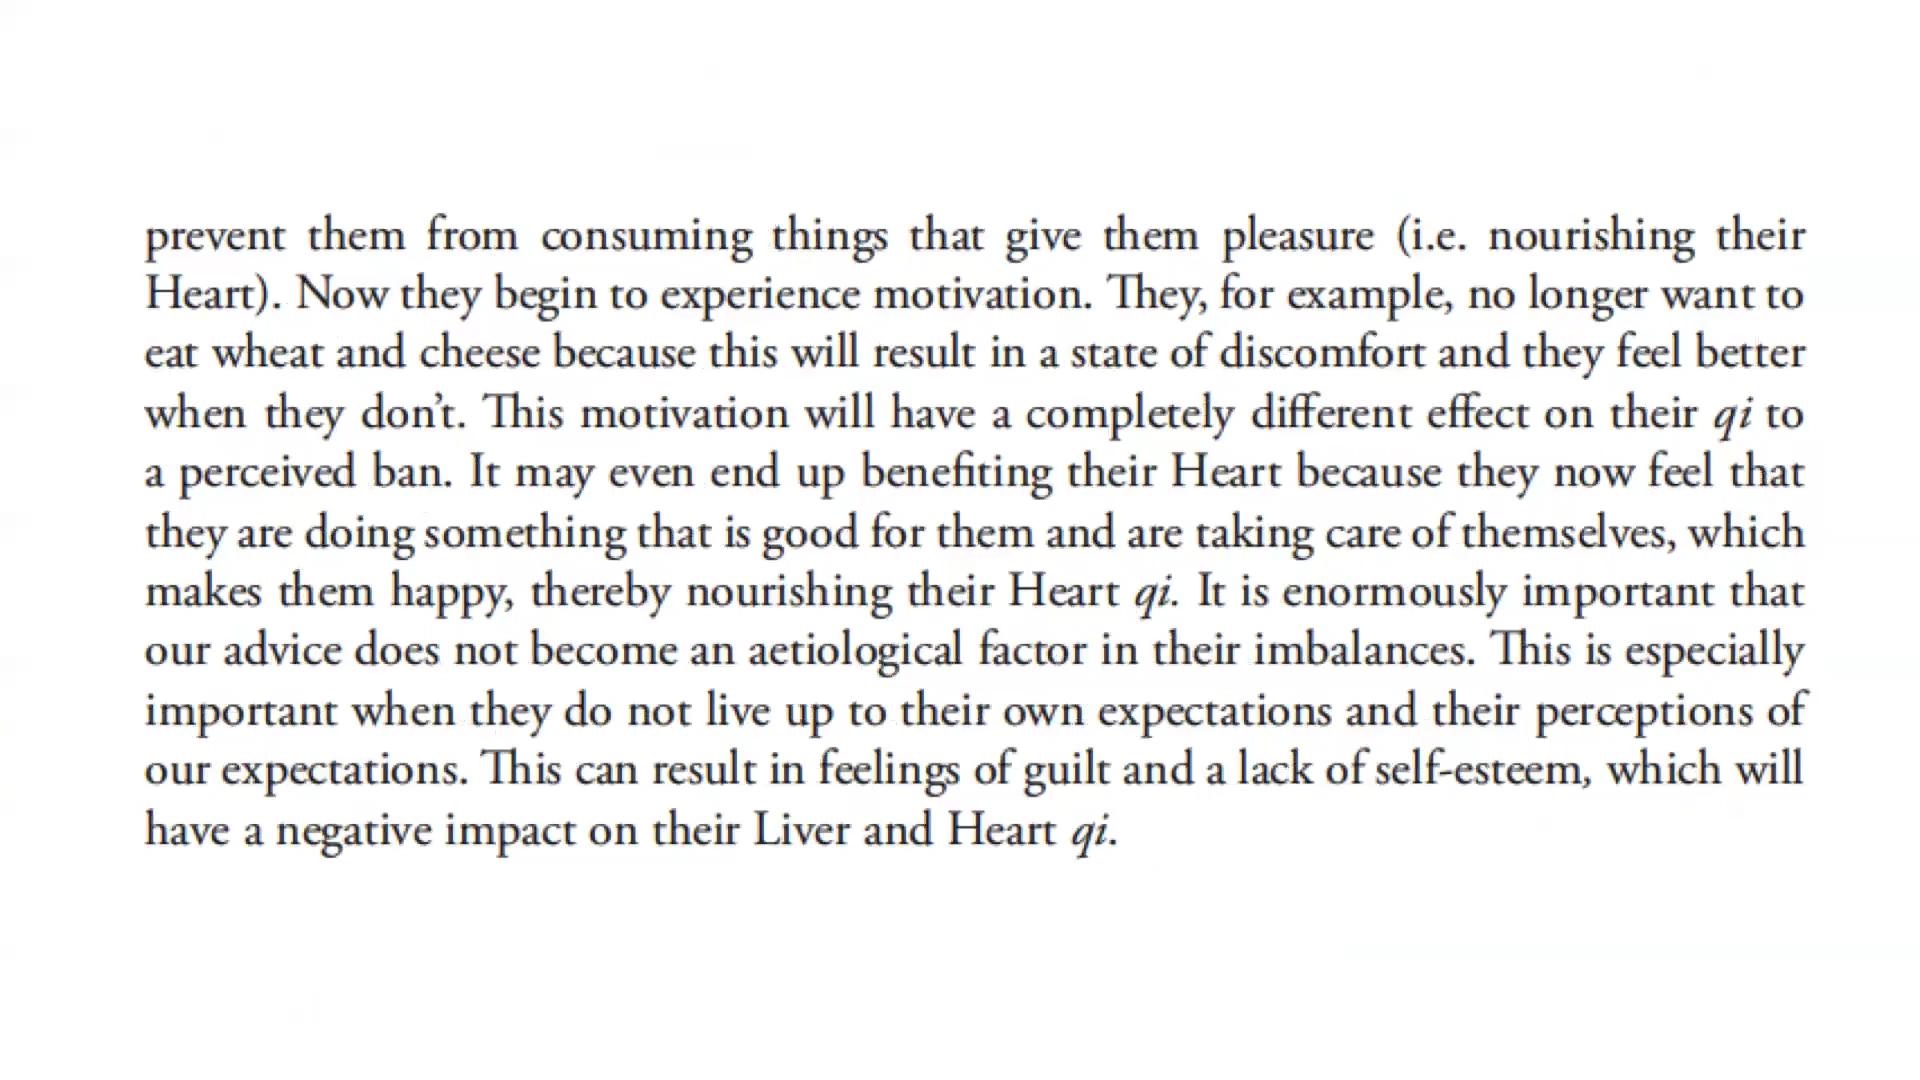 prevent them from consuming things that give them pleasure (i.e. nourishing their
Heart). Now they begin to experience motivation. They, for example, no longer want to
eat wheat and cheese because this will result in a state of discomfort and they feel better
when they don’t. This motivation will have a completely different effect on their qi to
a perceived ban. It may even end up benefiting their Heart because they now feel that
they are doing something that is good for them and are taking care of themselves, which
makes them happy, thereby nourishing their Heart qi. It is enormously important that
our advice does not become an aetiological factor in their imbalances. This is especially
important when they do not live up to their own expectations and their perceptions of
our expectations. This can result in feelings of guilt and a lack of self-esteem, which will
have a negative impact on their Liver and Heart qi.